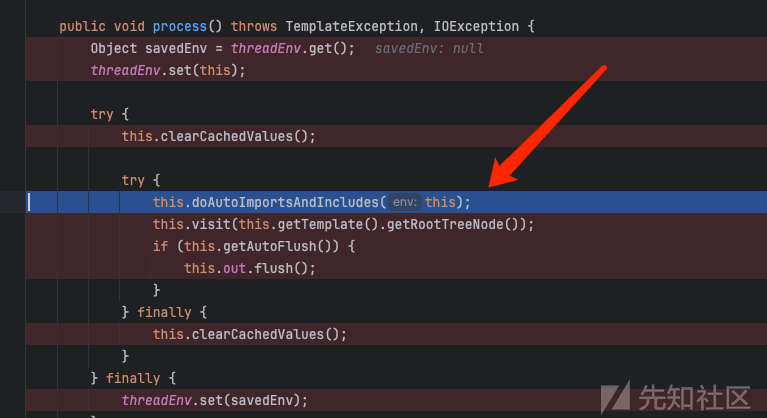 public void process() throws TemplateException, IOException {
Object savedEnv = threadEnv.get();   savedEnv: null
threadEnv.set(this);
try {
this.clearCachedValues();
try {
this.doAutoImportsAndIncludes( env: this);
this.visit(this.getTemplate().getRootTreeNode());
if (this.getAutoFlush()) {
this.out.flush();
}
} finally {
this.clearCachedValues();
}
} finally {
threadEnv.set(savedEnv);
先知社区